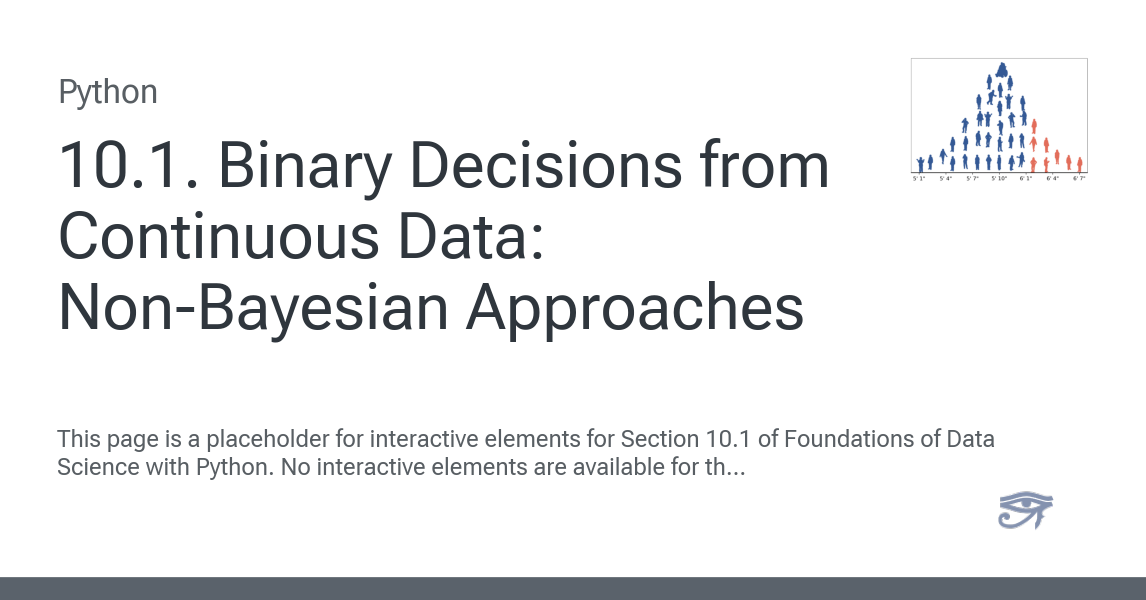 Python
10.1. Binary Decisions from
Continuous Data:
Non-Bayesian Approaches
5' 1" 5' 4" 5' 7" 5' 10" 6' 1" 6' 4" 6' 7"
This page is a placeholder for interactive elements for Section 10.1 of Foundations of Data
Science with Python. No interactive elements are available for th...